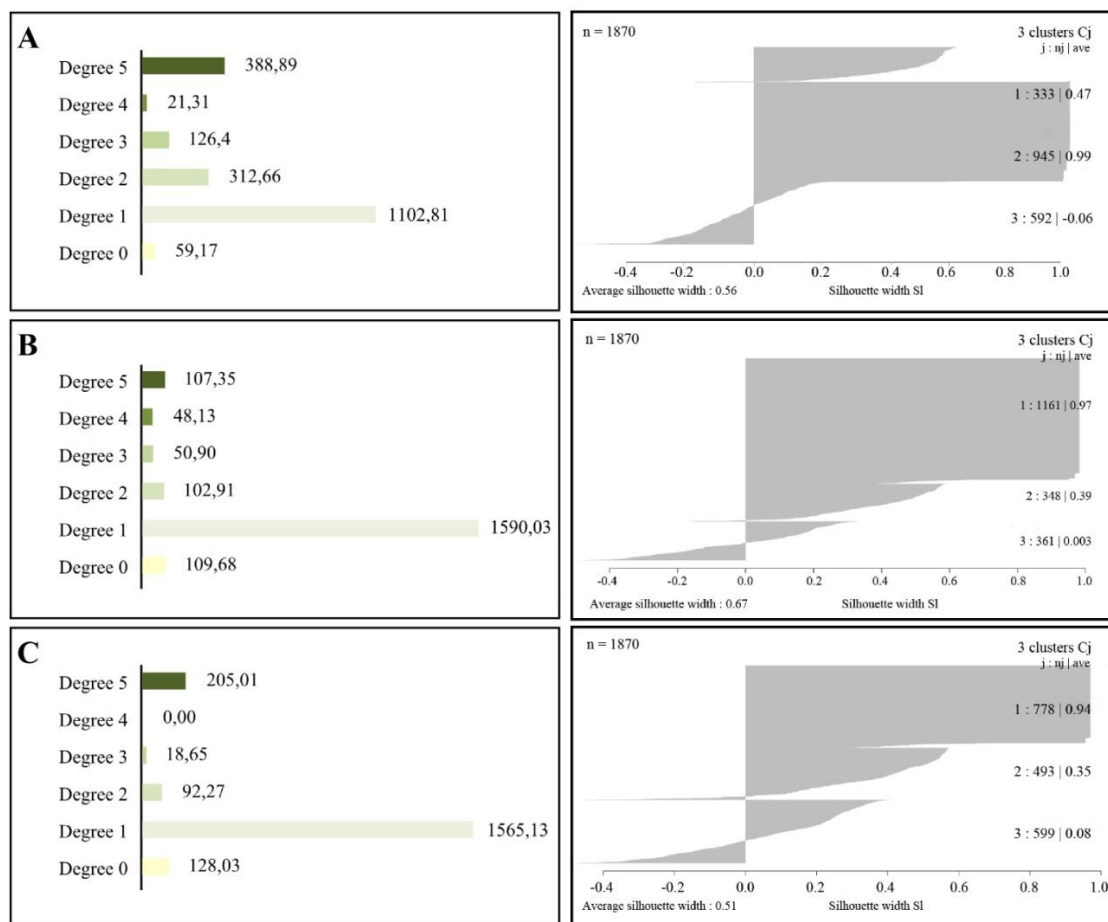 A
Degree 5 388,89
Degree 4 21,31
Degree 3 126,4
Degree 2 312,66
Degree 1 1102,81
Degree 0 59,17
n = 1870
3 clusters Cj
j : nj | ave
1 : 333 | 0.47
2 : 945 | 0.99
3 : 592 | -0.06
-0.4 -0.2 0.0 0.2 0.4 0.6 0.8 1.0
Average silhouette width : 0.56 Silhouette width Sl
B
Degree 5 107,35
Degree 4 48,13
Degree 3 50,90
Degree 2 102,91
Degree 1 1590,03
Degree 0 109,68
n = 1870
3 clusters Cj
j : nj | ave
1 : 1161 | 0.97
2 : 348 | 0.39
3 : 361 | 0.003
-0.4 -0.2 0.0 0.2 0.4 0.6 0.8 1.0
Average silhouette width : 0.67 Silhouette width Sl
C
Degree 5 205,01
Degree 4 0,00
Degree 3 18,65
Degree 2 92,27
Degree 1 1565,13
Degree 0 128,03
n = 1870
3 clusters Cj
j : nj | ave
1 : 778 | 0.94
2 : 493 | 0.35
3 : 599 | 0.08
-0.4 -0.2 0.0 0.2 0.4 0.6 0.8 1.0
Average silhouette width : 0.51 Silhouette width Sl